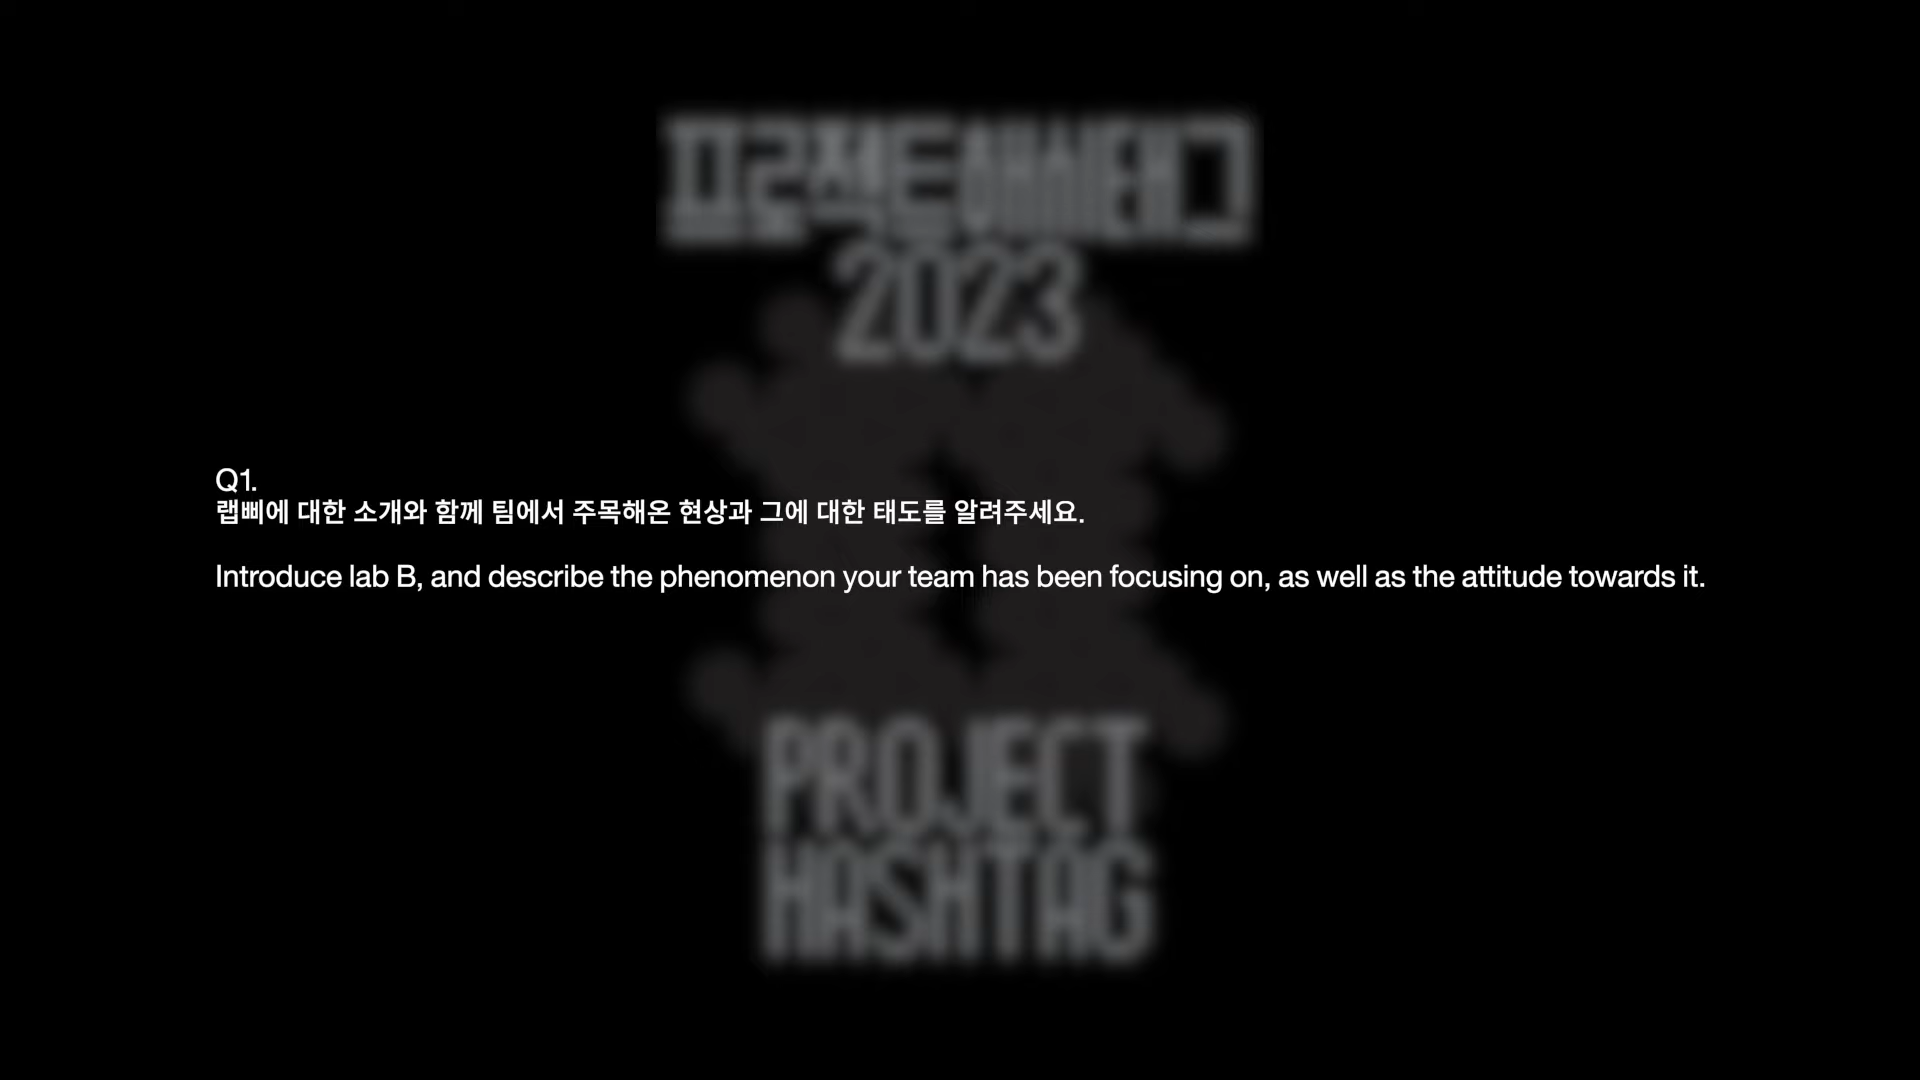 프로젝트해시태그
2023
Q1.
랩삐에 대한 소개와 함께 팀에서 주목해온 현상과 그에 대한 태도를 알려주세요.
Introduce lab B, and describe the phenomenon your team has been focusing on, as well as the attitude towards it.
PROJECT
HASHTAG